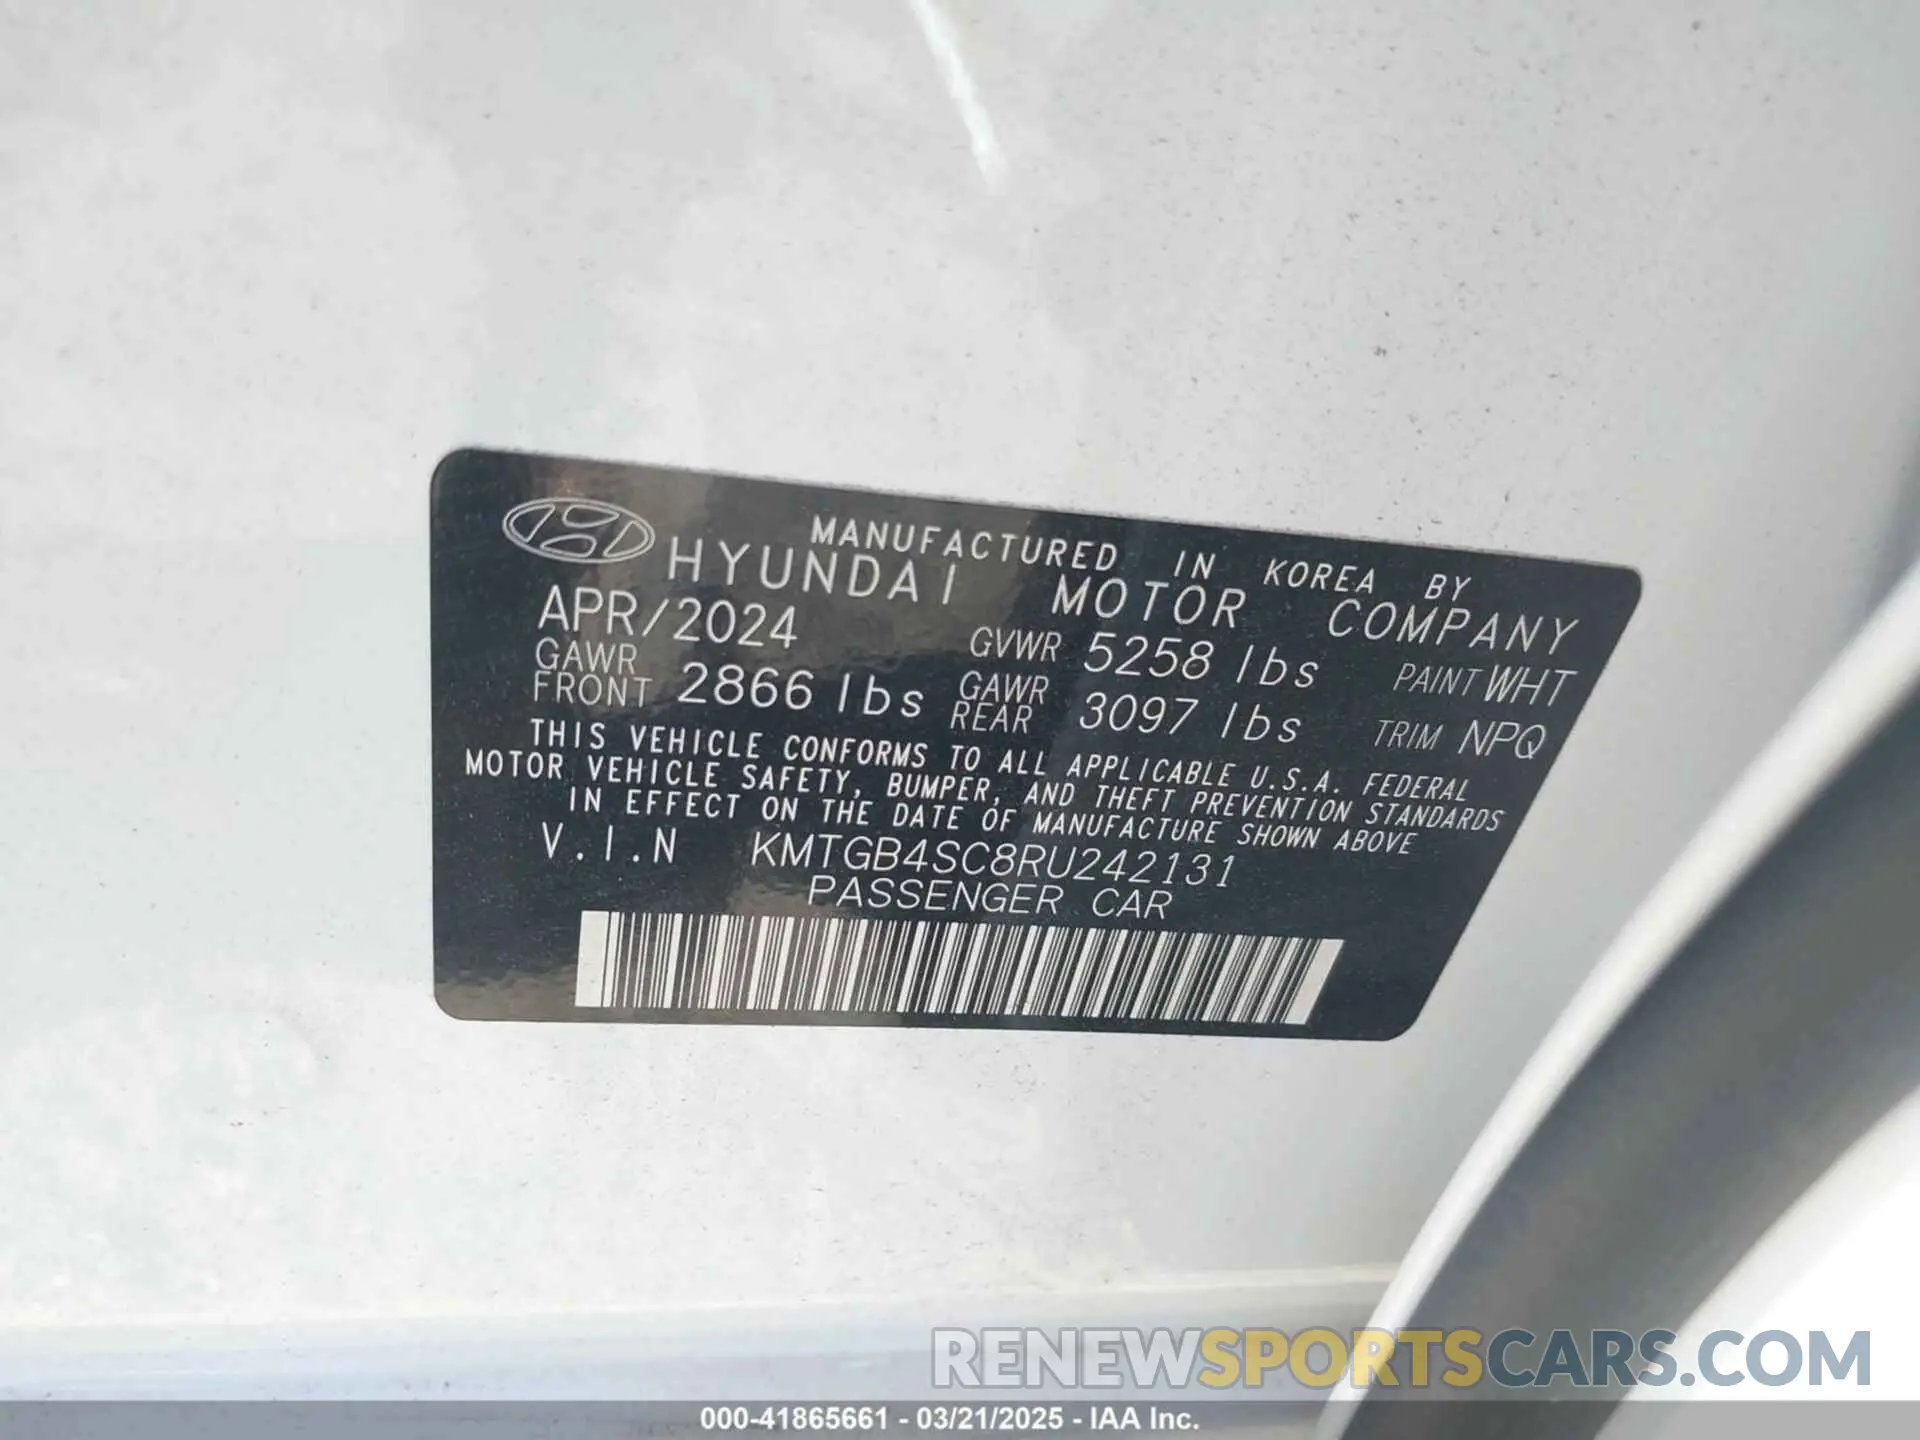 MANUFACTURED IN KOREA BY
HYUNDAI MOTOR COMPANY
APR/2024 GVWR 5258 lbs PAINT WHT
GAWR FRONT 2866 lbs GAWR REAR 3097 lbs TRIM NPQ
THIS VEHICLE CONFORMS TO ALL APPLICABLE U.S.A. FEDERAL
MOTOR VEHICLE SAFETY, BUMPER, AND THEFT PREVENTION STANDARDS
IN EFFECT ON THE DATE OF MANUFACTURE SHOWN ABOVE
V.I.N KMTGB4SC8RU242131
PASSENGER CAR
RENEWSPORTSCARS.COM
000-41865661 - 03/21/2025 - IAA Inc.